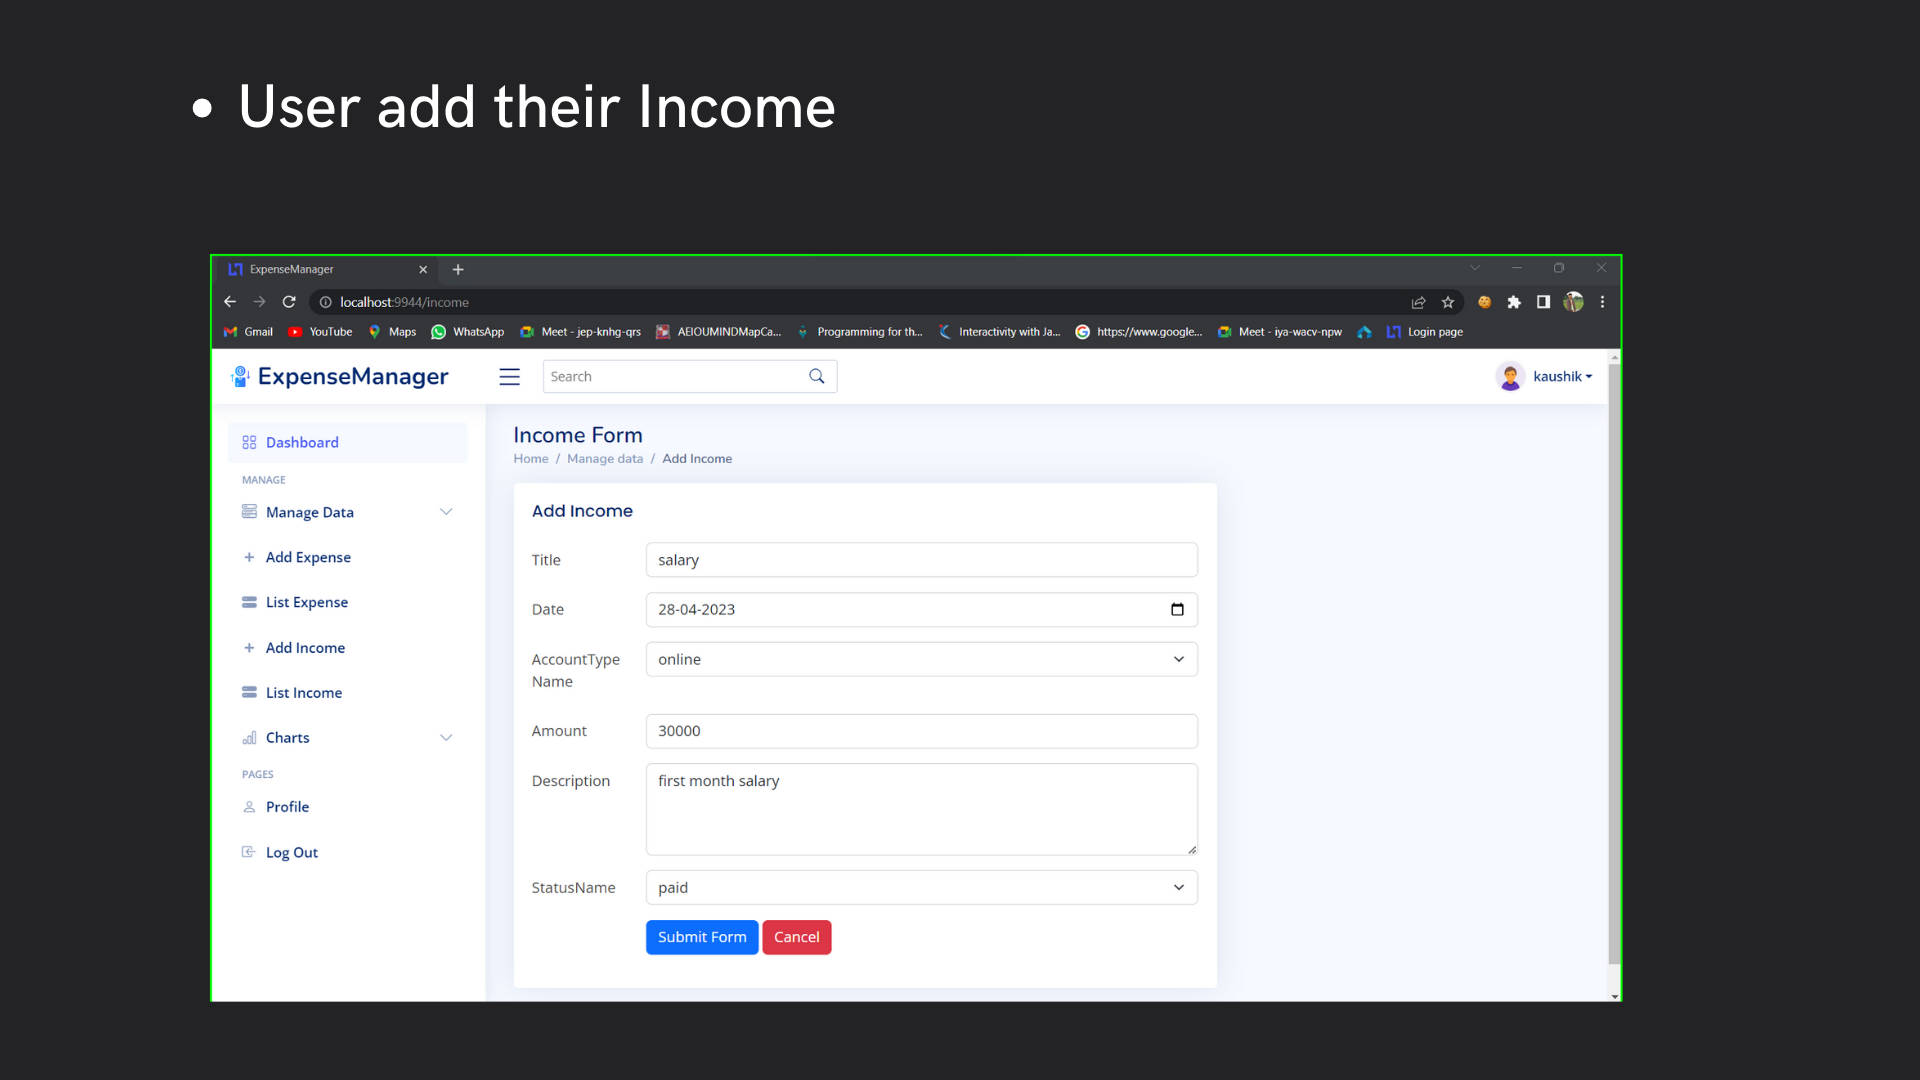 • User add their Income
ExpenseManager
localhost:9944/income
Gmail YouTube Maps WhatsApp Meet - jep-knhg-qrs AEIOUMINDMapCa... Programming for th... Interactivity with Ja... https://www.google... Meet - iya-wacv-npw Login page
ExpenseManager Search kaushik
Dashboard
MANAGE
Manage Data
+ Add Expense
List Expense
+ Add Income
List Income
Charts
PAGES
Profile
Log Out
Income Form
Home / Manage data / Add Income
Add Income
Title salary
Date 28-04-2023
AccountType online
Name
Amount 30000
Description first month salary
StatusName paid
Submit Form Cancel